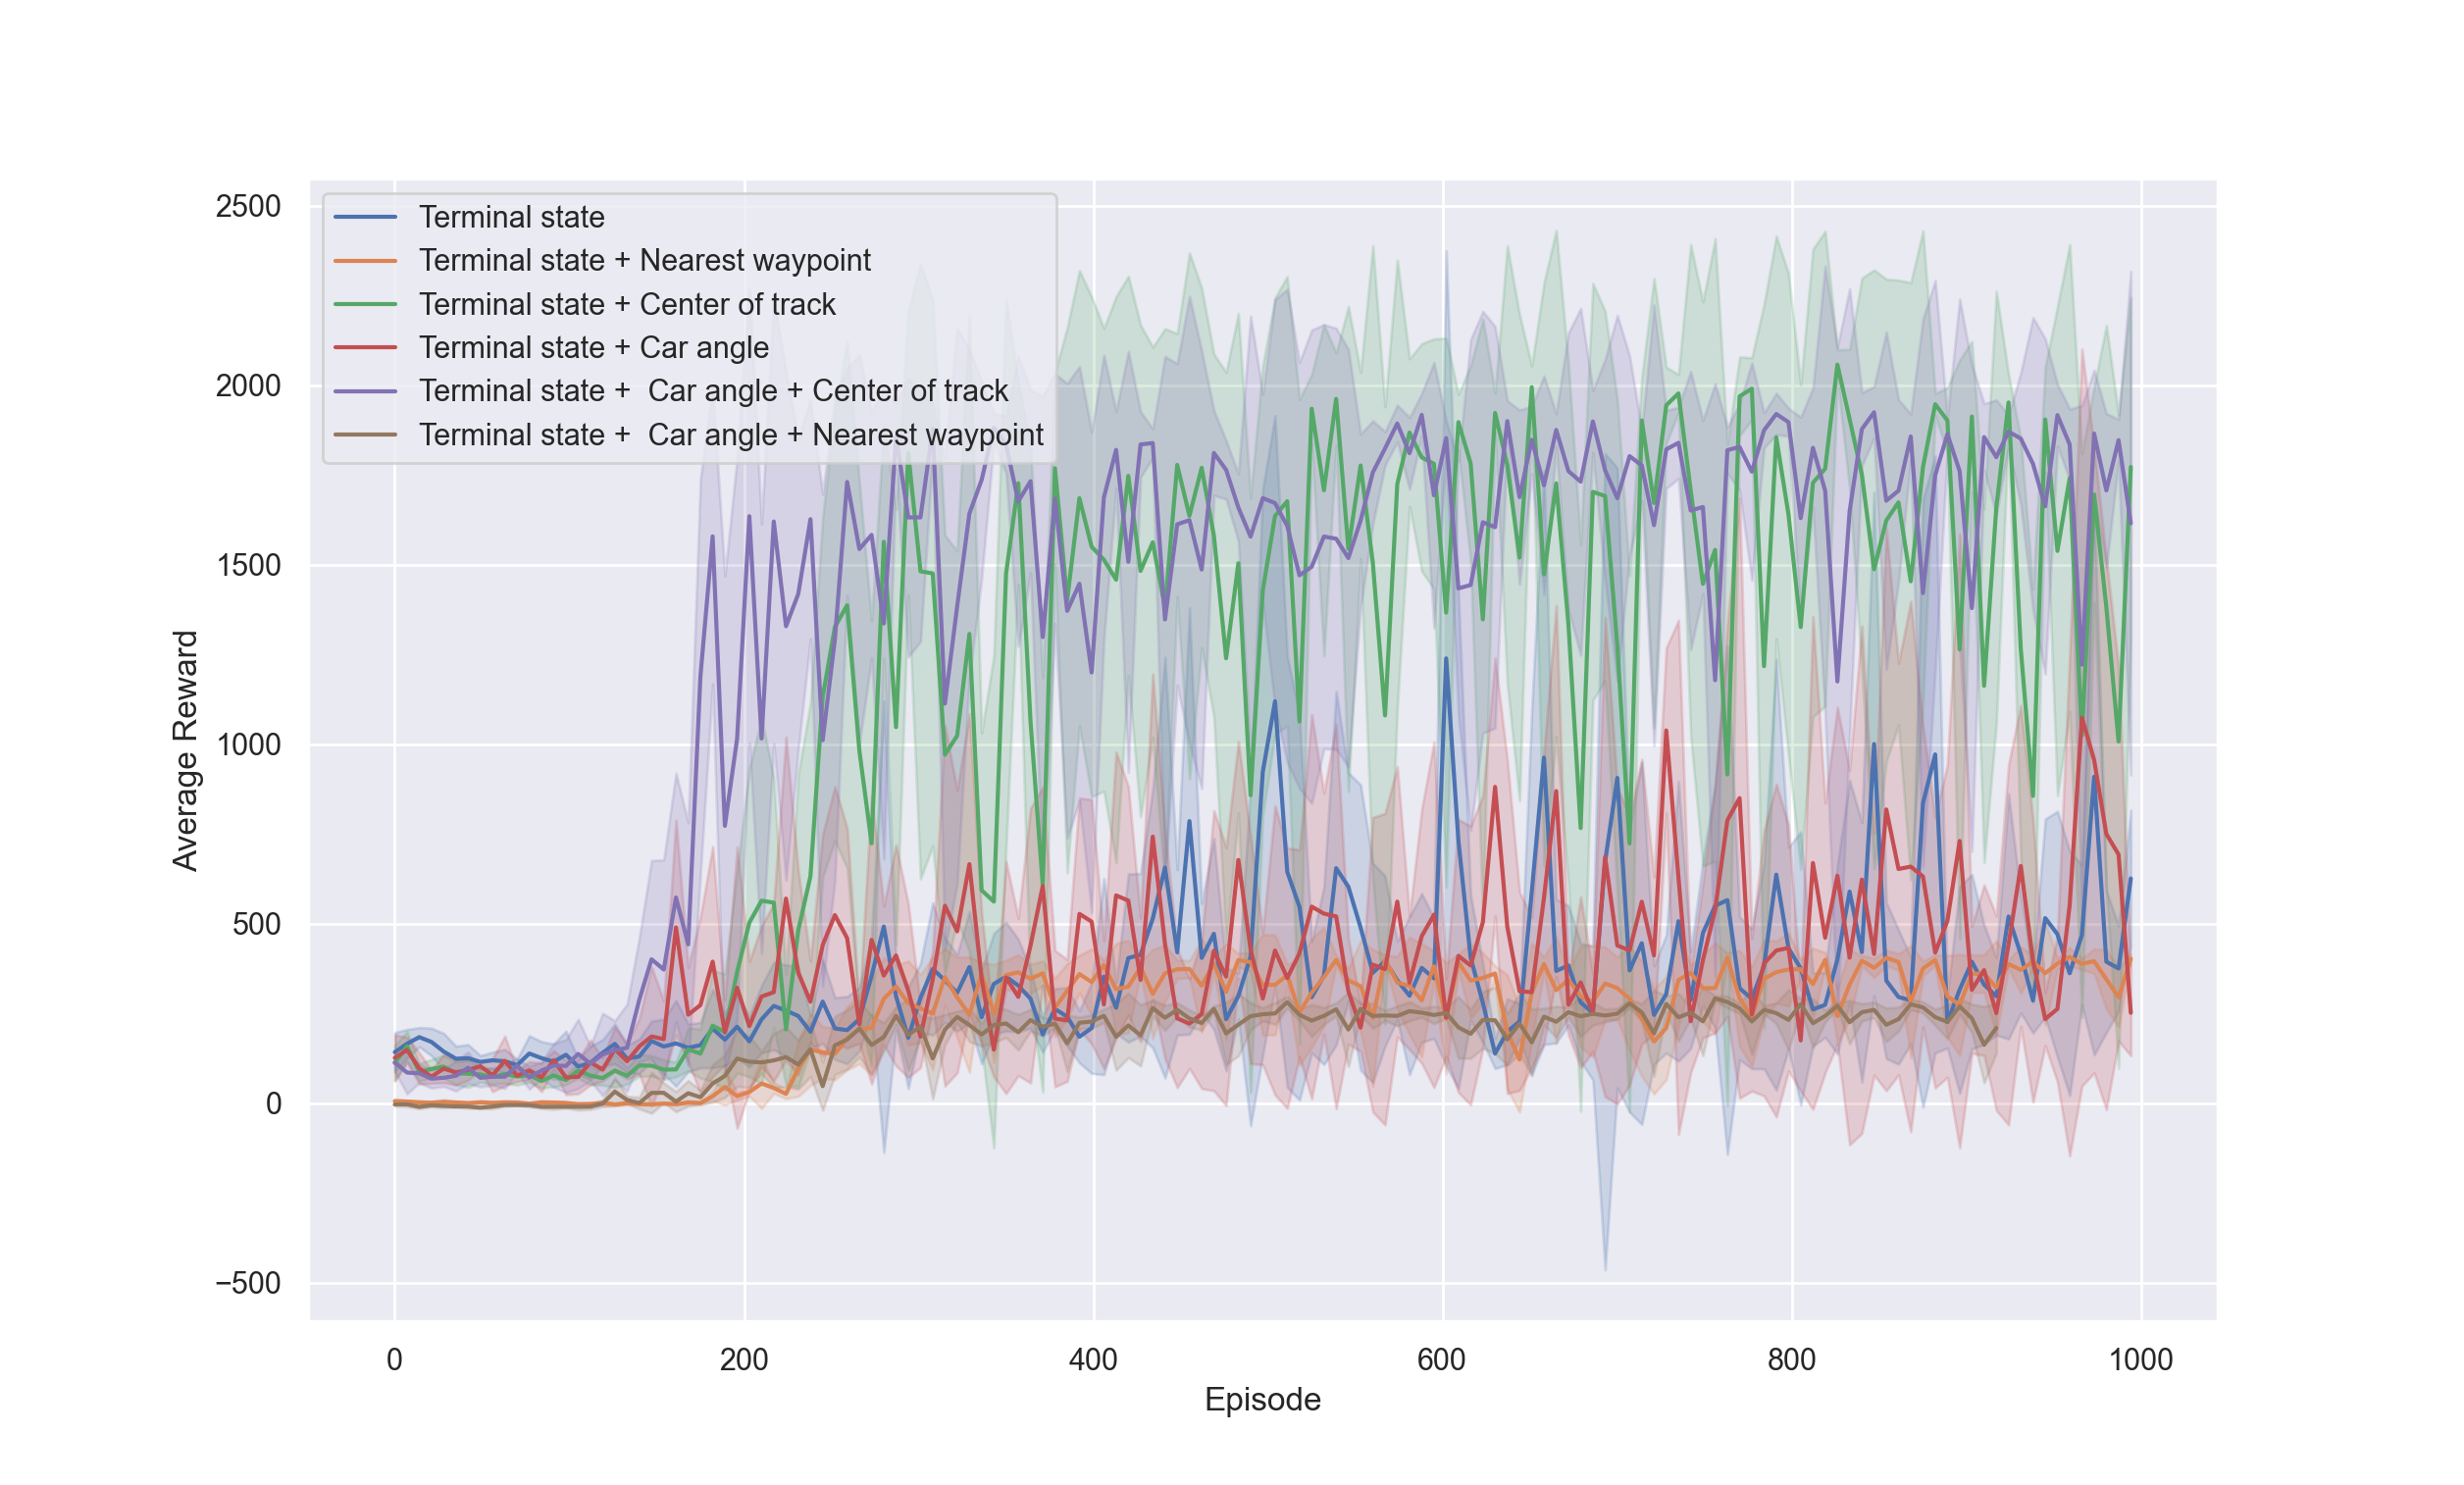 2500
2000
1500
1000
500
0
−500
Average Reward
Terminal state
Terminal state + Nearest waypoint
Terminal state + Center of track
Terminal state + Car angle
Terminal state +  Car angle + Center of track
Terminal state +  Car angle + Nearest waypoint
0 200 400 600 800 1000
Episode